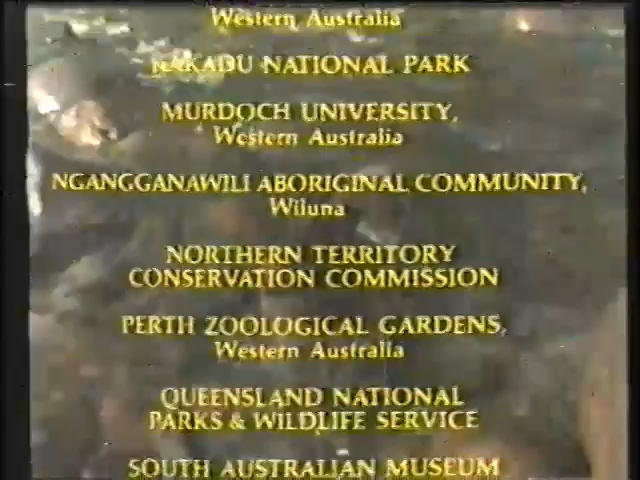 Western Australia
KAKADU NATIONAL PARK
MURDOCH UNIVERSITY,
Western Australia
NGANGGANAWILI ABORIGINAL COMMUNITY,
Wiluna
NORTHERN TERRITORY
CONSERVATION COMMISSION
PERTH ZOOLOGICAL GARDENS,
Western Australia
QUEENSLAND NATIONAL
PARKS & WILDLIFE SERVICE
SOUTH AUSTRALIAN MUSEUM